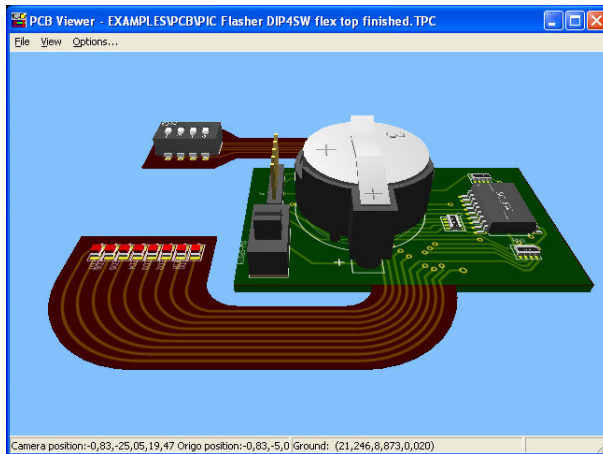 PCB Viewer - EXAMPLES\PCB\PIC Flasher DIP4SW flex top finished.TPC
File View Options...
Camera position:-0,83,-25,05,19,47 Origo position:-0,83,-5,0 Ground: (21,246,8,873,0,020)